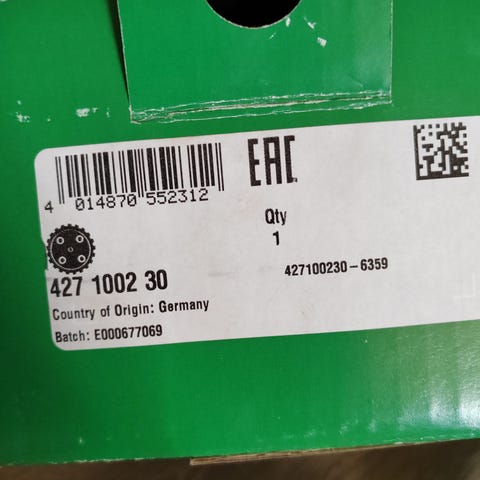 EAC
4 014870 552312
Qty
1
427 1002 30
427100230-6359
Country of Origin: Germany
Batch: E000677069